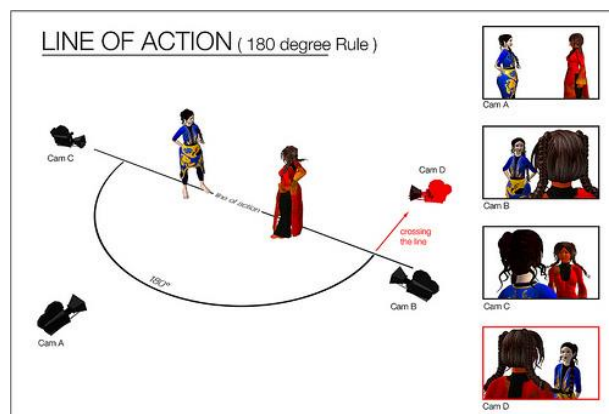 LINE OF ACTION ( 180 degree Rule )
Cam C
line of action
Cam D
crossing
the line
180º
Cam B
Cam A
Cam A
Cam B
Cam C
Cam D